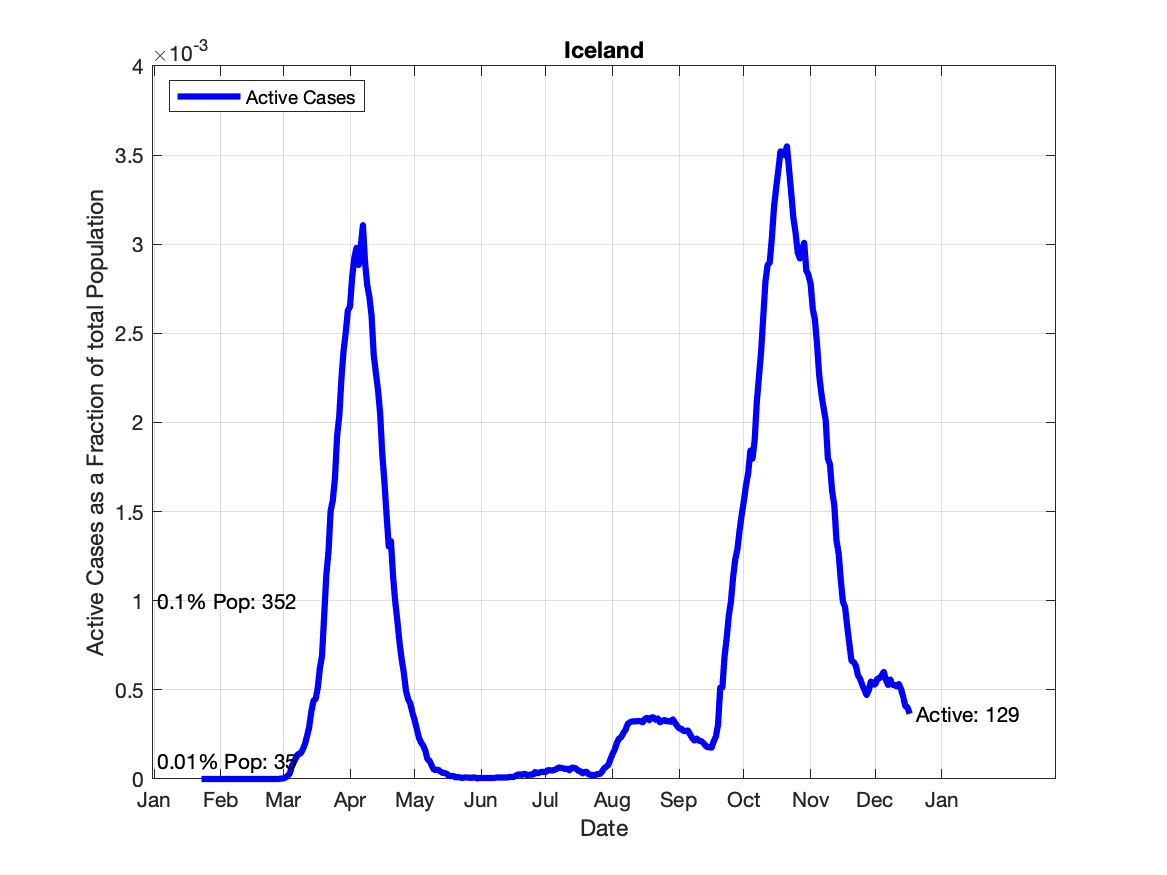 Iceland
×10-3
Active Cases
4
3.5
3
2.5
2
1.5
1
0.5
0
Active Cases as a Fraction of total Population
0.1% Pop: 352
0.01% Pop: 35
Active: 129
Jan Feb Mar Apr May Jun Jul Aug Sep Oct Nov Dec Jan
Date